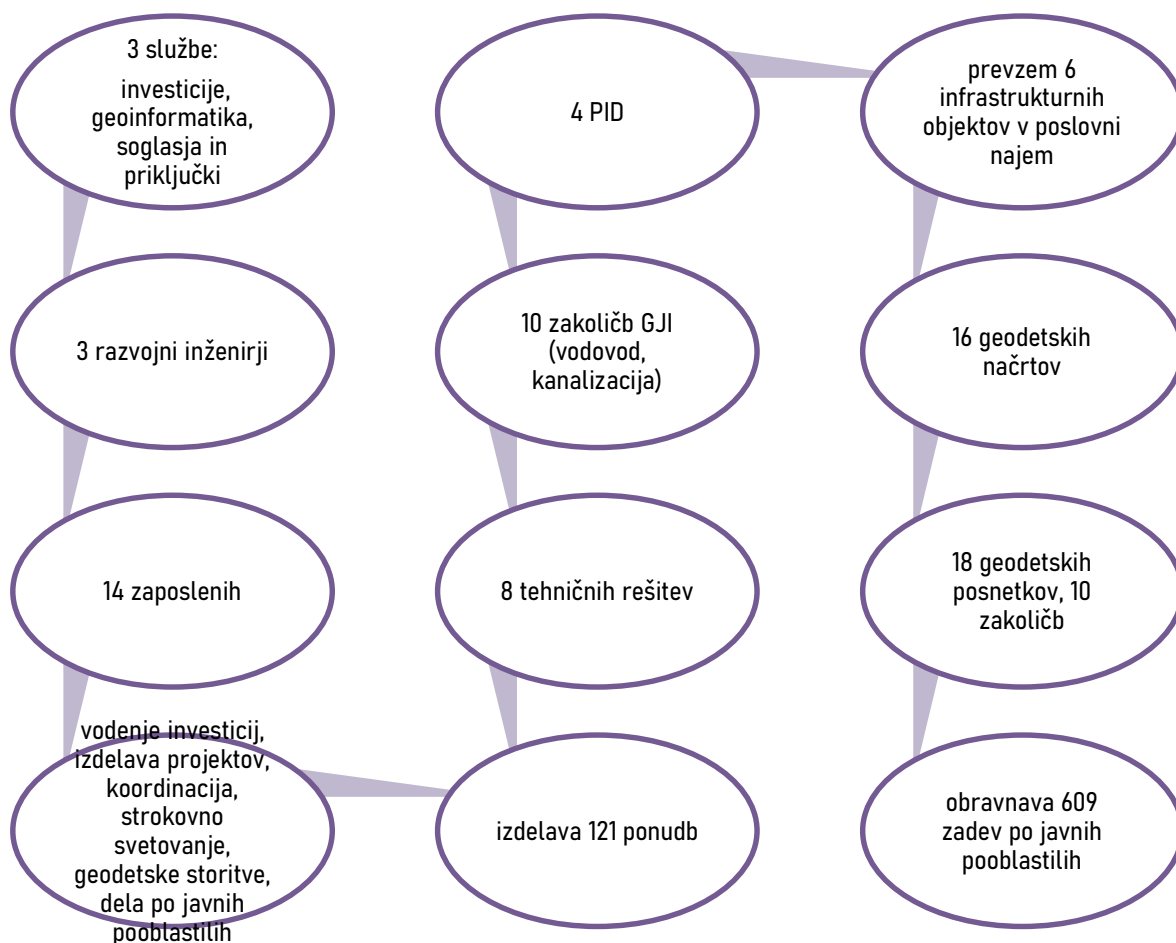 3 službe:
investicije,
geoinformatika,
soglasja in
priključki
3 razvojni inženirji
14 zaposlenih
vodenje investicij,
izdelava projektov,
koordinacija,
strokovno
svetovanje,
geodetske storitve,
dela po javnih
pooblastilih
izdelava 121 ponudb
8 tehničnih rešitev
10 zakoličb GJI
(vodovod,
kanalizacija)
4 PID
prevzem 6
infrastrukturnih
objektov v poslovni
najem
16 geodetskih
načrtov
18 geodetskih
posnetkov, 10
zakoličb
obravnava 609
zadev po javnih
pooblastilih